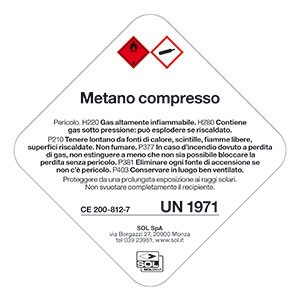 Metano compresso
Pericolo. H220 Gas altamente infiammabile. H280 Contiene
gas sotto pressione: può esplodere se riscaldato.
P210 Tenere lontano da fonti di calore, scintille, fiamme libere,
superfici riscaldate. Non fumare. P377 In caso d'incendio dovuto a perdita
di gas, non estinguere a meno che non sia possibile bloccare la
perdita senza pericolo. P381 Eliminare ogni fonte di accensione se
non c'è pericolo. P403 Conservare in luogo ben ventilato.
Proteggere da una prolungata esposizione ai raggi solari.
Non svuotare completamente il recipiente.
CE 200-812-7 UN 1971
SOL SpA
via Borgazzi 27, 20900 Monza
tel 039 23961, www.sol.it
SOL
SOLGROUP